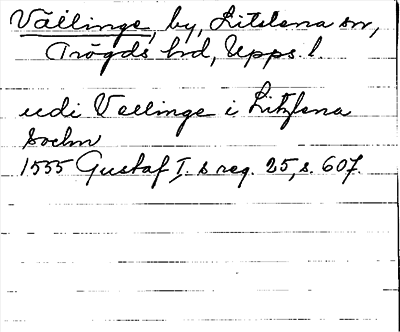 Vällinge, by, Litslena sn,
Trögds hd, Upps. l.
udi Vellinge i Litzlena
sochn
1555 Gustaf I. s reg. 25, s. 607.